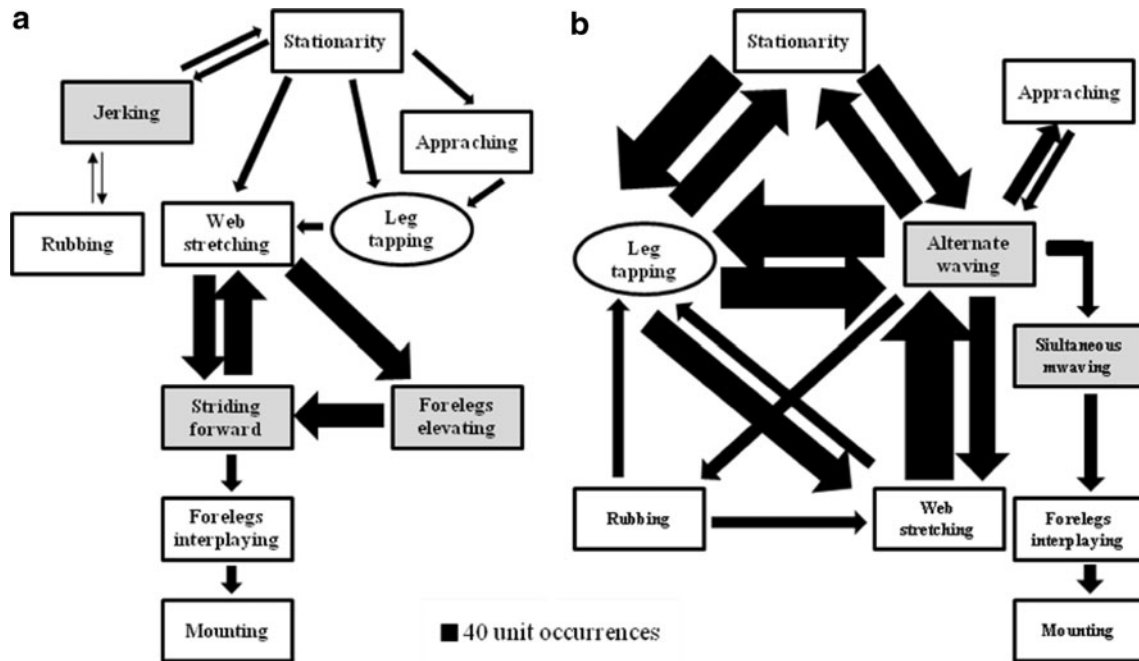 a
Stationarity
Jerking
Appraching
Rubbing
Web
stretching
Leg
tapping
Striding
forward
Forelegs
elevating
Forelegs
interplaying
Mounting
40 unit occurrences
b
Stationarity
Appraching
Leg
tapping
Alternate
waving
Siultaneous
mwaving
Rubbing
Web
stretching
Forelegs
interplaying
Mounting